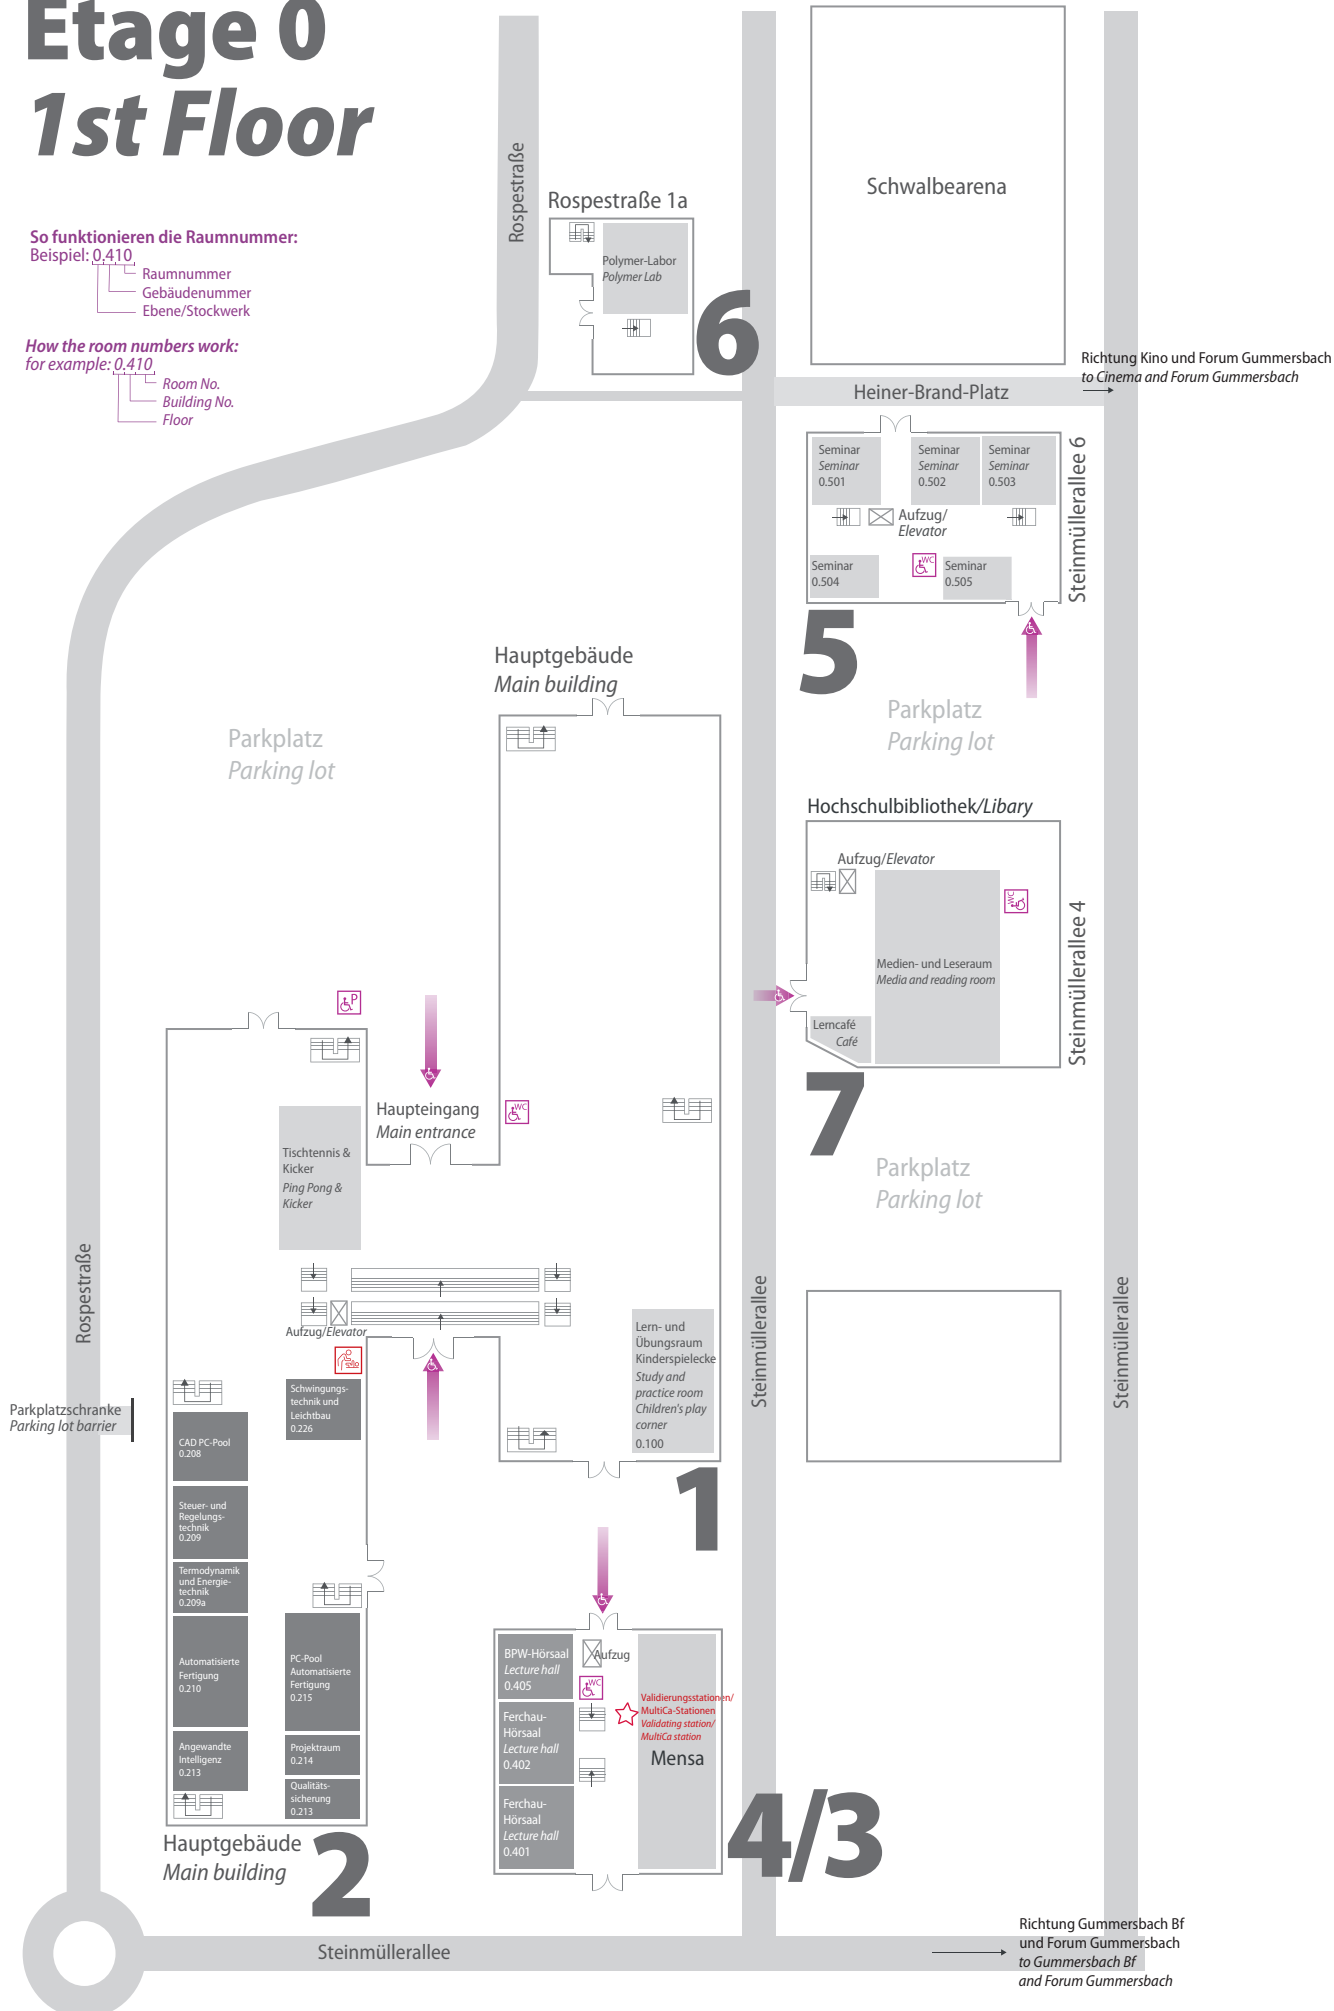 Etage 0
1st Floor
So funktionieren die Raumnummer:
Beispiel: 0.410
Raumnummer
Gebäudenummer
Ebene/Stockwerk
How the room numbers work:
for example: 0.410
Room No.
Building No.
Floor
Rospestraße
Rospestraße 1a
Polymer-Labor
Polymer Lab
6
Schwalbearena
Richtung Kino und Forum Gummersbach
to Cinema and Forum Gummersbach
Heiner-Brand-Platz
Seminar
Seminar
0.501
Seminar
Seminar
0.502
Seminar
Seminar
0.503
Aufzug/
Elevator
Seminar
0.504
WC
Seminar
0.505
Steinmüllerallee 6
5
Parkplatz
Parking lot
Hauptgebäude
Main building
Parkplatz
Parking lot
Hochschulbibliothek/Libary
Aufzug/Elevator
WC
Medien- und Leseraum
Media and reading room
Lerncafé
Café
Steinmüllerallee 4
7
Parkplatz
Parking lot
P
Haupteingang
Main entrance
WC
Tischtennis &
Kicker
Ping Pong &
Kicker
Aufzug/Elevator
Rospestraße
Parkplatzschranke
Parking lot barrier
Schwingungs-
technik und
Leichtbau
0.226
CAD PC-Pool
0.208
Steuer- und
Regelungs-
technik
0.209
Termodynamik
und Energie-
technik
0.209a
Automatisierte
Fertigung
0.210
Angewandte
Intelligenz
0.213
PC-Pool
Automatisierte
Fertigung
0.215
Projektraum
0.214
Qualitäts-
sicherung
0.213
Hauptgebäude
Main building
2
Lern- und
Übungsraum
Kinderspielecke
Study and
practice room
Children's play
corner
0.100
1
Steinmüllerallee
Steinmüllerallee
BPW-Hörsaal
Lecture hall
0.405
Ferchau-
Hörsaal
Lecture hall
0.402
Ferchau-
Hörsaal
Lecture hall
0.401
Aufzug
WC
Validierungsstationen/
MultiCa-Stationen
Validating station/
MultiCa station
Mensa
4/3
Steinmüllerallee
Richtung Gummersbach Bf
und Forum Gummersbach
to Gummersbach Bf
and Forum Gummersbach